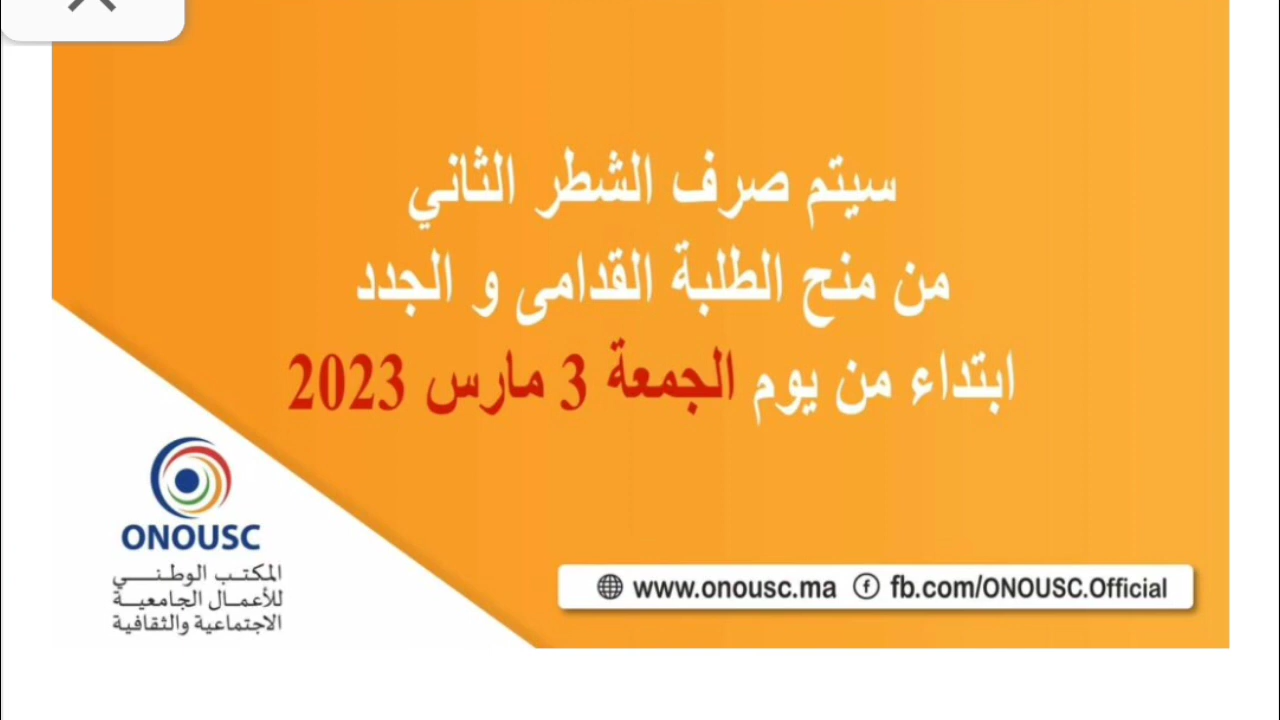 سيتم صرف الشطر الثاني
من منح الطلبة القدامى و الجدد
ابتداء من يوم الجمعة 3 مارس 2023
ONOUSC
المكتب الوطني
للأعمال الجامعية
الاجتماعية والثقافية
www.onousc.ma fb.com/ONOUSC.Official